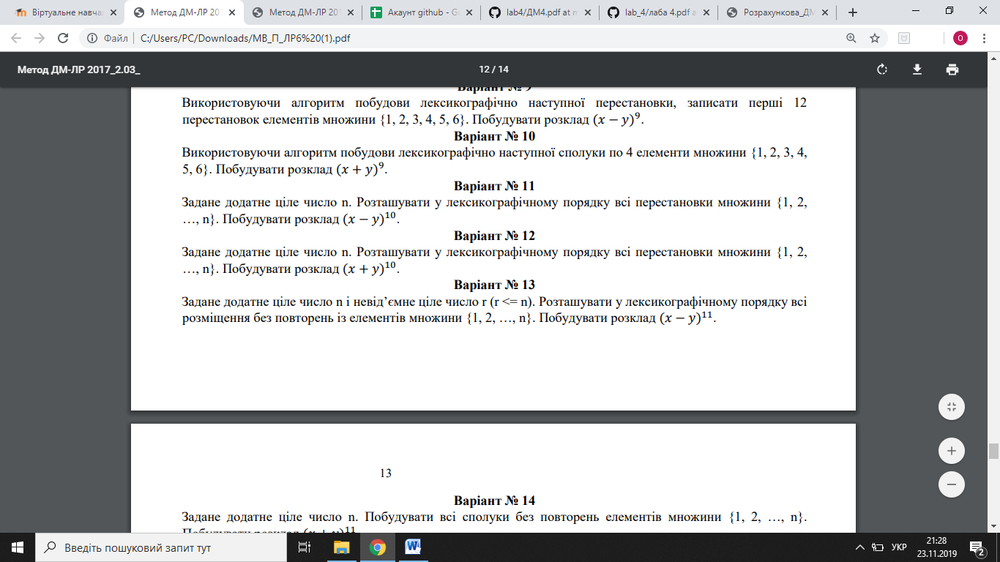 Віртуальне навча
Метод ДМ-ЛР 201
Метод ДМ-ЛР 201
Акаунт github - G
lab4/ДМ4.pdf at m
lab_4/лаба 4.pdf a
Розрахункова_ДМ
Файл | C:/Users/PC/Downloads/МВ_П_ЛР6%20(1).pdf
О
Метод ДМ-ЛР 2017_2.03_
12 / 14
Варіант № 9
Використовуючи алгоритм побудови лексикографічно наступної перестановки, записати перші 12
перестановок елементів множини {1, 2, 3, 4, 5, 6}. Побудувати розклад (x − y)⁹.
Варіант № 10
Використовуючи алгоритм побудови лексикографічно наступної сполуки по 4 елементи множини {1, 2, 3, 4,
5, 6}. Побудувати розклад (x + y)⁹.
Варіант № 11
Задане додатне ціле число n. Розташувати у лексикографічному порядку всі перестановки множини {1, 2,
…, n}. Побудувати розклад (x − y)¹⁰.
Варіант № 12
Задане додатне ціле число n. Розташувати у лексикографічному порядку всі перестановки множини {1, 2,
…, n}. Побудувати розклад (x + y)¹⁰.
Варіант № 13
Задане додатне ціле число n і невід’ємне ціле число r (r <= n). Розташувати у лексикографічному порядку всі
розміщення без повторень із елементів множини {1, 2, …, n}. Побудувати розклад (x − y)¹¹.
13
Варіант № 14
Задане додатне ціле число n. Побудувати всі сполуки без повторень елементів множини {1, 2, …, n}.
Побудувати розклад (x + y)¹¹
Введіть пошуковий запит тут
УКР
21:28
23.11.2019
2